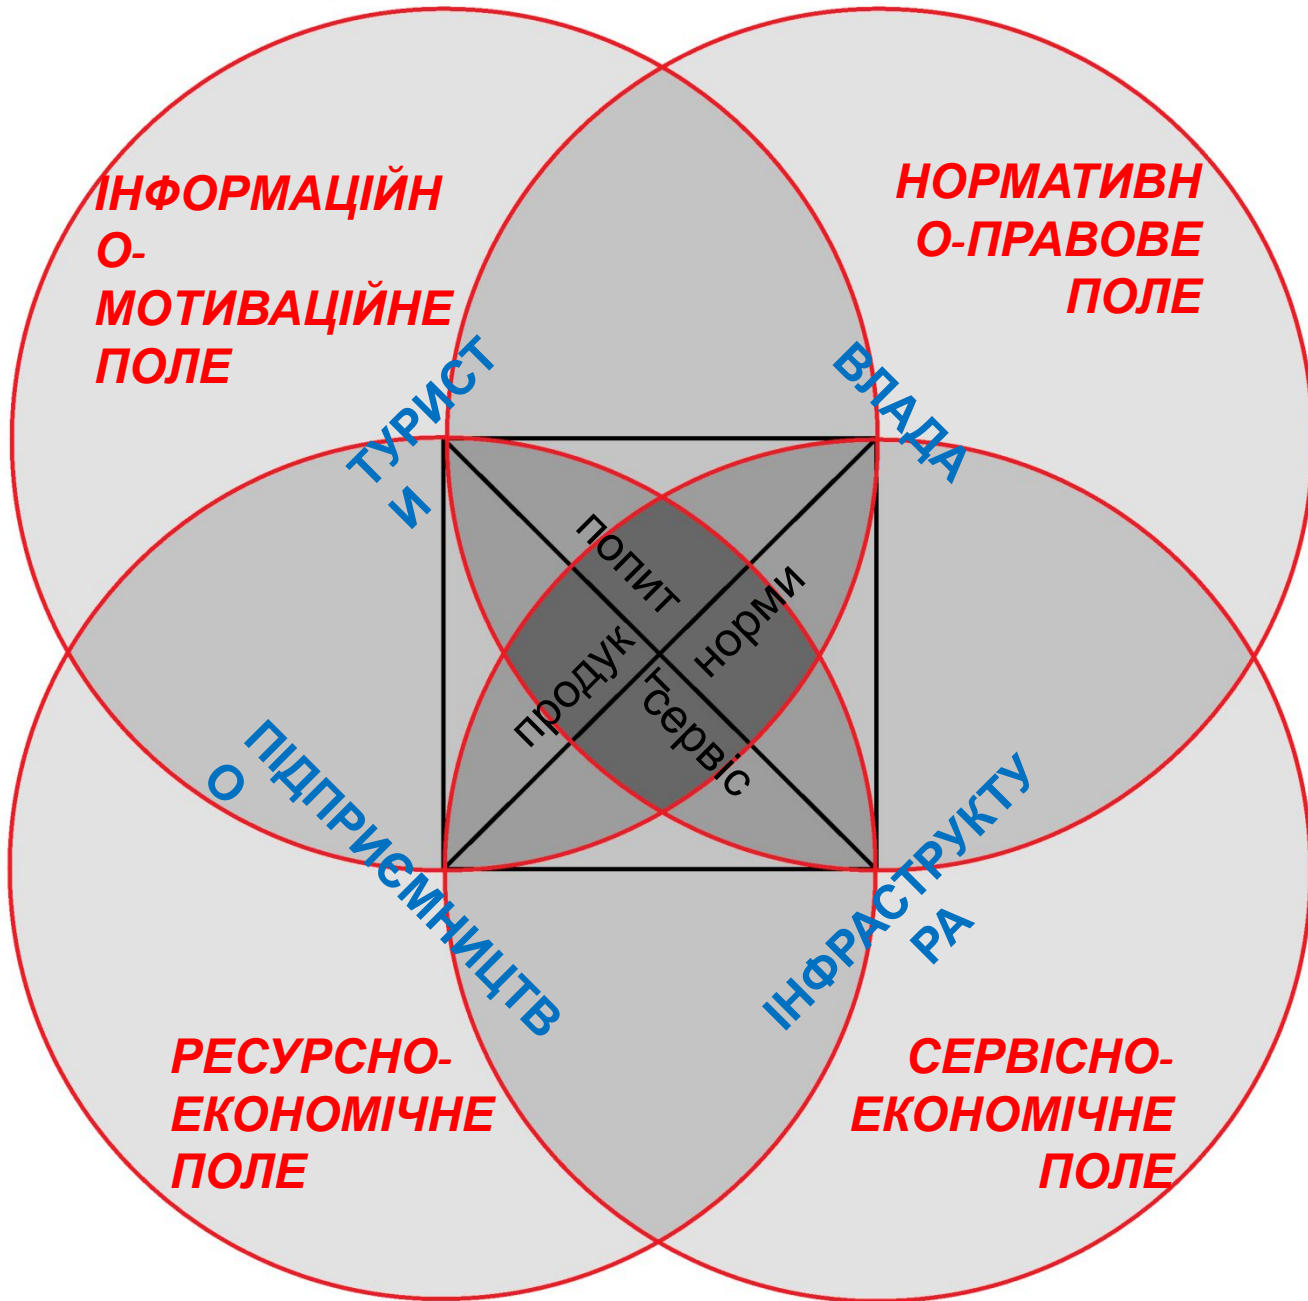 ІНФОРМАЦІЙН
О-
МОТИВАЦІЙНЕ
ПОЛЕ
НОРМАТИВН
О-ПРАВОВЕ
ПОЛЕ
ТУРИСТ
И
ВЛАДА
попит
норми
продук
т
сервіс
ПІДПРИЄМНИЦТВ
О
ІНФРАСТРУКТУ
РА
РЕСУРСНО-
ЕКОНОМІЧНЕ
ПОЛЕ
СЕРВІСНО-
ЕКОНОМІЧНЕ
ПОЛЕ